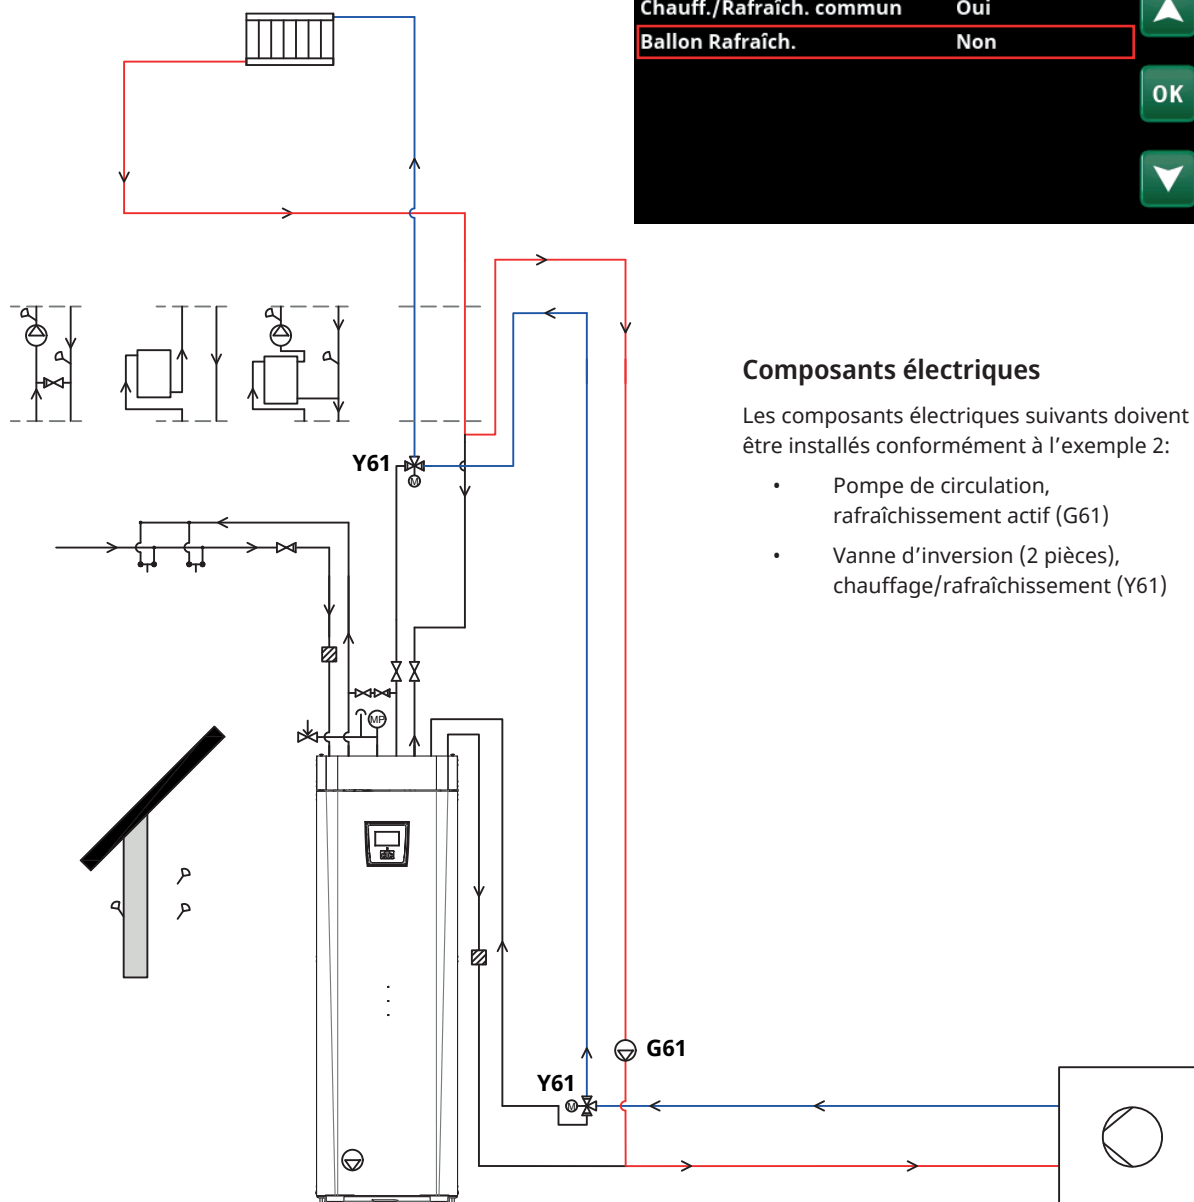 Chauff./Rafraîch. commun Oui
Ballon Rafraîch. Non
OK
Composants électriques
Les composants électriques suivants doivent
être installés conformément à l'exemple 2:
• Pompe de circulation,
rafraîchissement actif (G61)
• Vanne d'inversion (2 pièces),
chauffage/rafraîchissement (Y61)
Y61
M
MP
G61
Y61
M